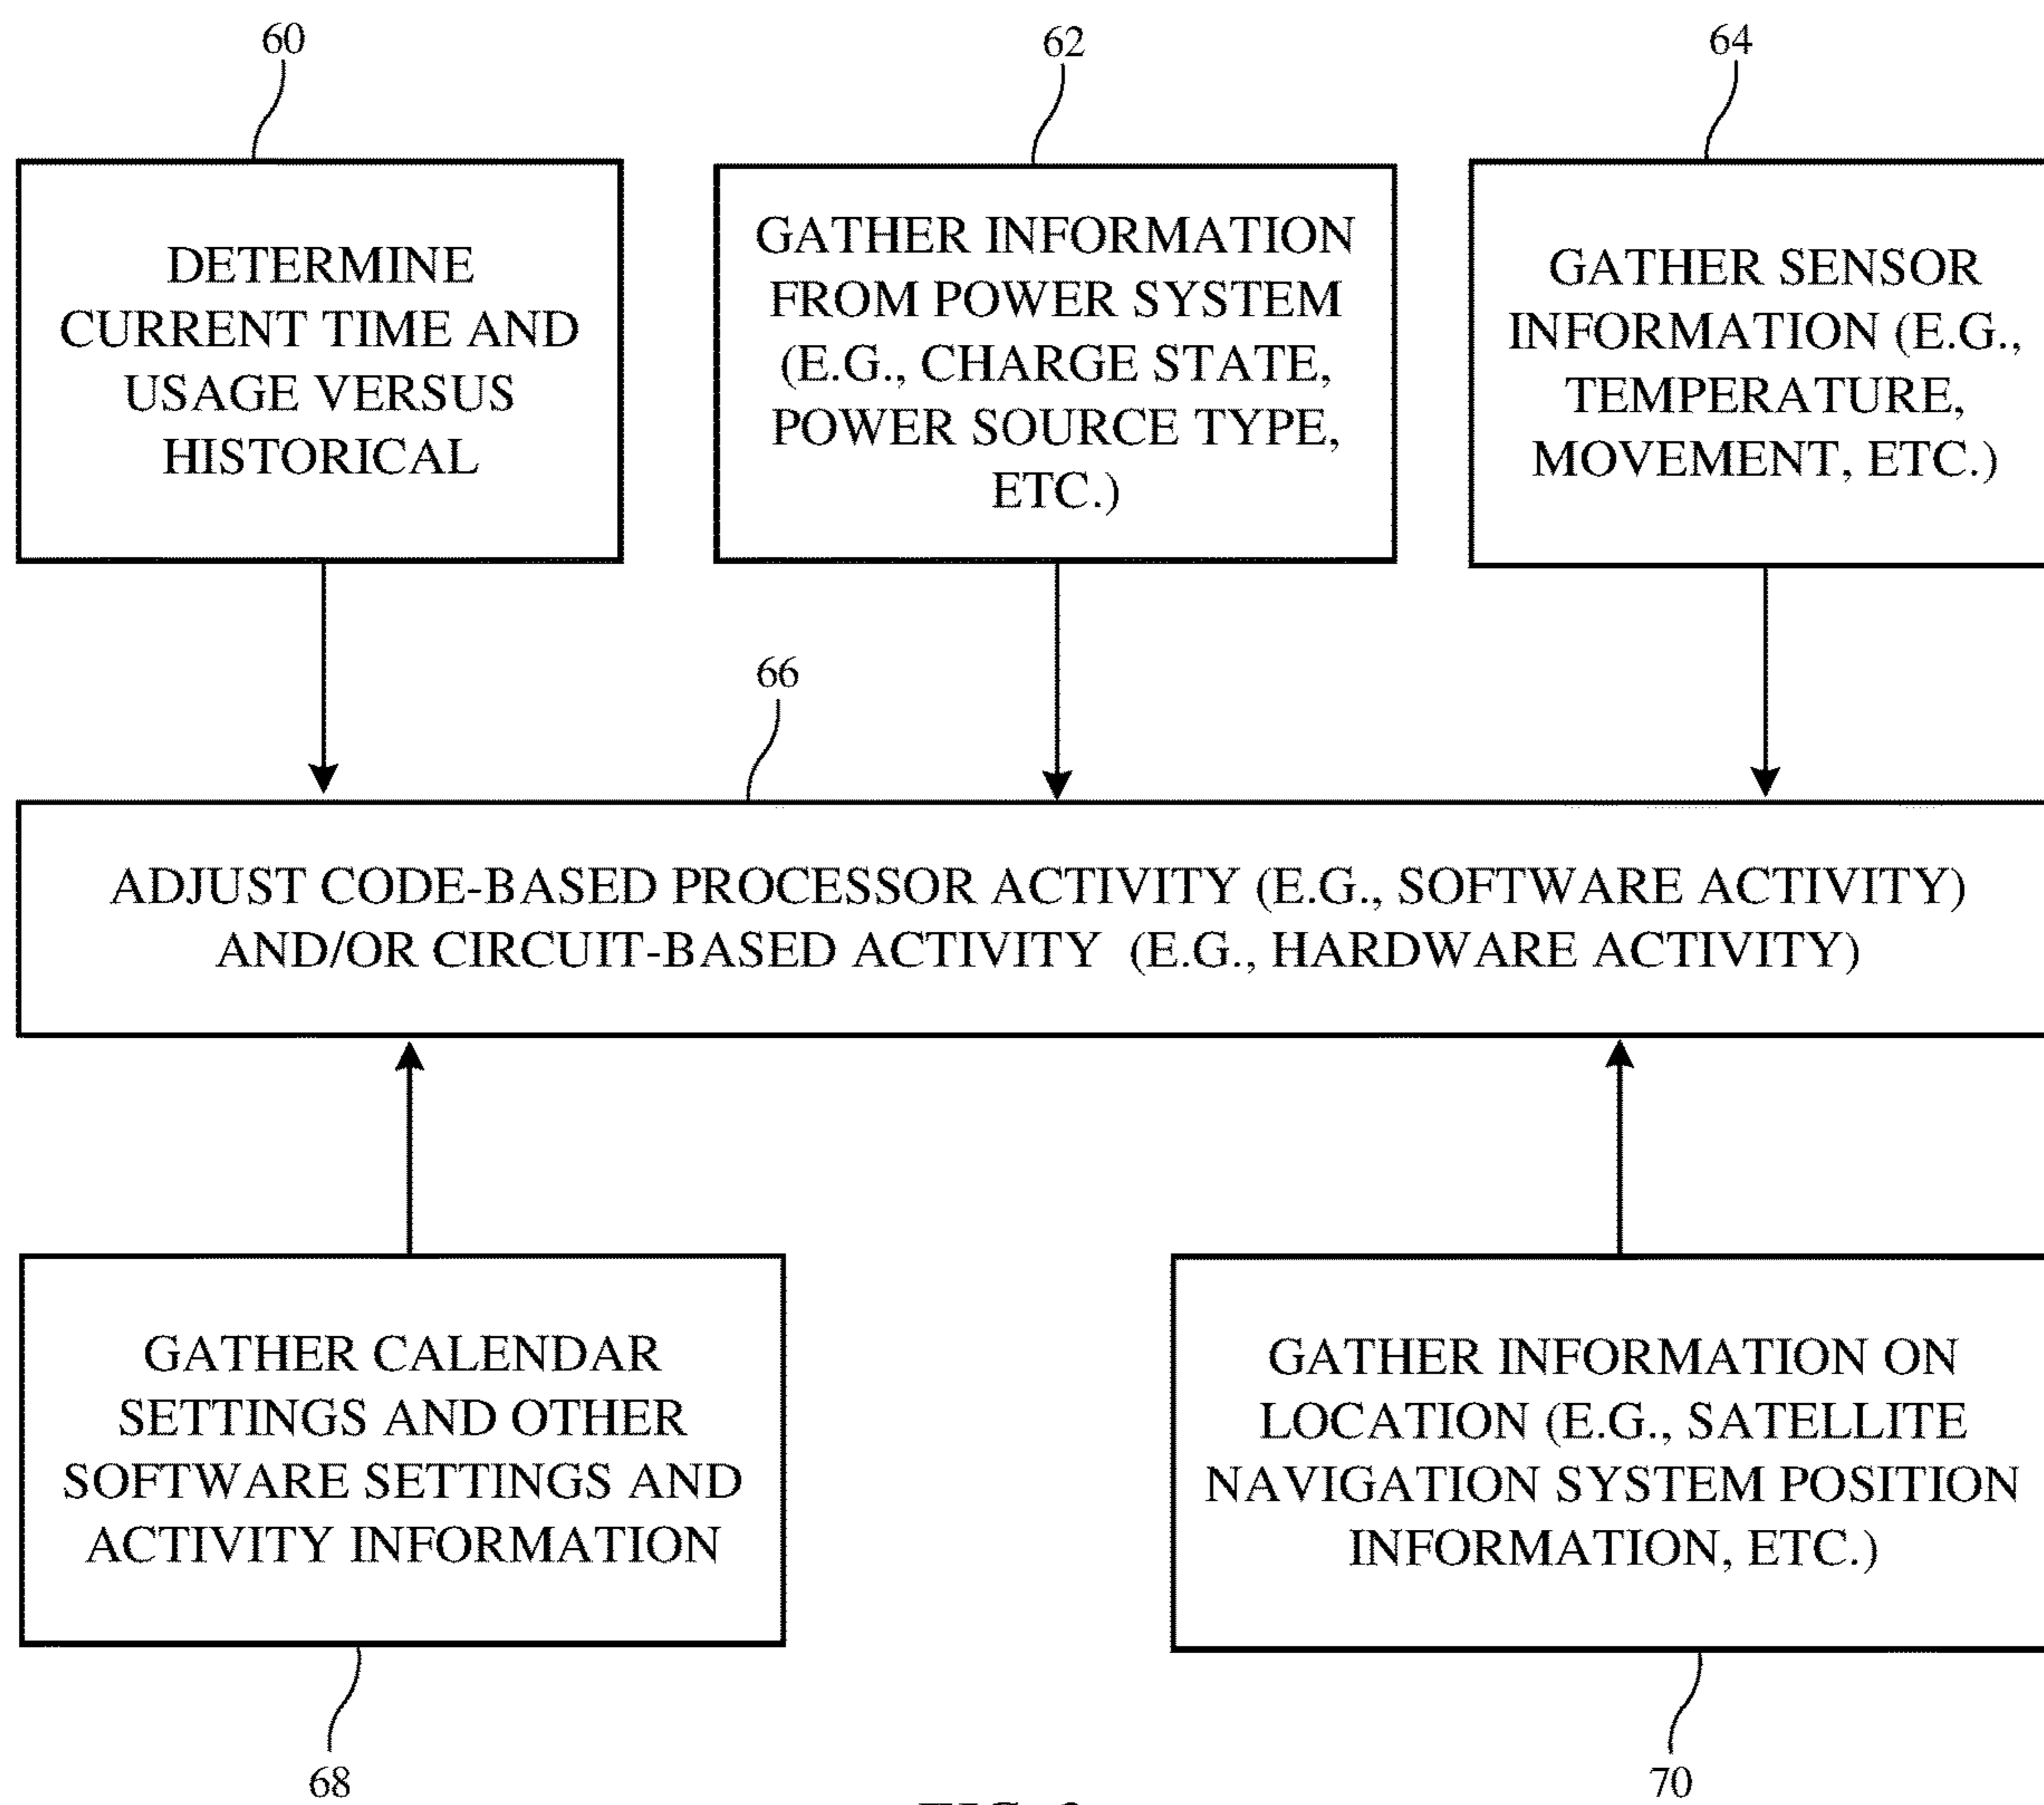 60
62
64
DETERMINE
CURRENT TIME AND
USAGE VERSUS
HISTORICAL
GATHER INFORMATION
FROM POWER SYSTEM
(E.G., CHARGE STATE,
POWER SOURCE TYPE,
ETC.)
GATHER SENSOR
INFORMATION (E.G.,
TEMPERATURE,
MOVEMENT, ETC.)
66
ADJUST CODE-BASED PROCESSOR ACTIVITY (E.G., SOFTWARE ACTIVITY)
AND/OR CIRCUIT-BASED ACTIVITY (E.G., HARDWARE ACTIVITY)
GATHER CALENDAR
SETTINGS AND OTHER
SOFTWARE SETTINGS AND
ACTIVITY INFORMATION
GATHER INFORMATION ON
LOCATION (E.G., SATELLITE
NAVIGATION SYSTEM POSITION
INFORMATION, ETC.)
68
70